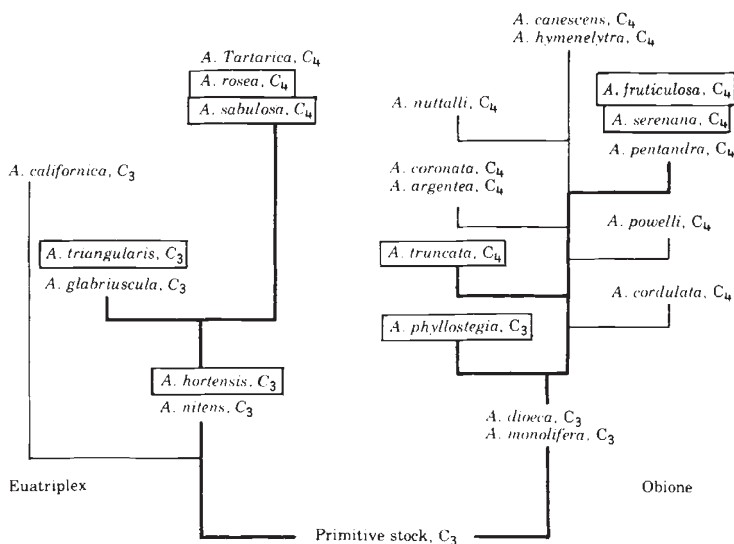 A. canescens, C₄
A. hymenelytra, C₄
A. Tartarica, C₄
A. rosea, C₄
A. sabulosa, C₄
A. fruticulosa, C₄
A. serenana, C₄
A. pentandra, C₄
A. nuttalli, C₄
A. californica, C₃
A. coronata, C₄
A. argentea, C₄
A. powelli, C₄
A. triangularis, C₃
A. glabriuscula, C₃
A. truncata, C₄
A. cordulata, C₄
A. phyllostegia, C₃
A. hortensis, C₃
A. nitens, C₃
A. dioeca, C₃
A. monolifera, C₃
Euatriplex
Obione
Primitive stock, C₃